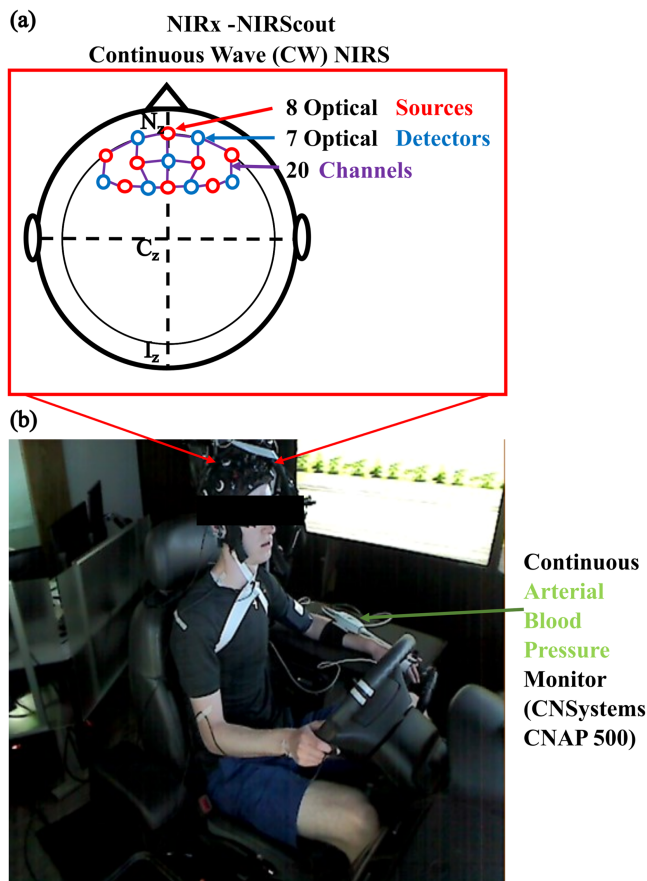 (a)
NIRx -NIRScout
Continuous Wave (CW) NIRS
Nz
8 Optical Sources
7 Optical Detectors
20 Channels
Cz
Iz
(b)
Continuous
Arterial
Blood
Pressure
Monitor
(CNSystems
CNAP 500)